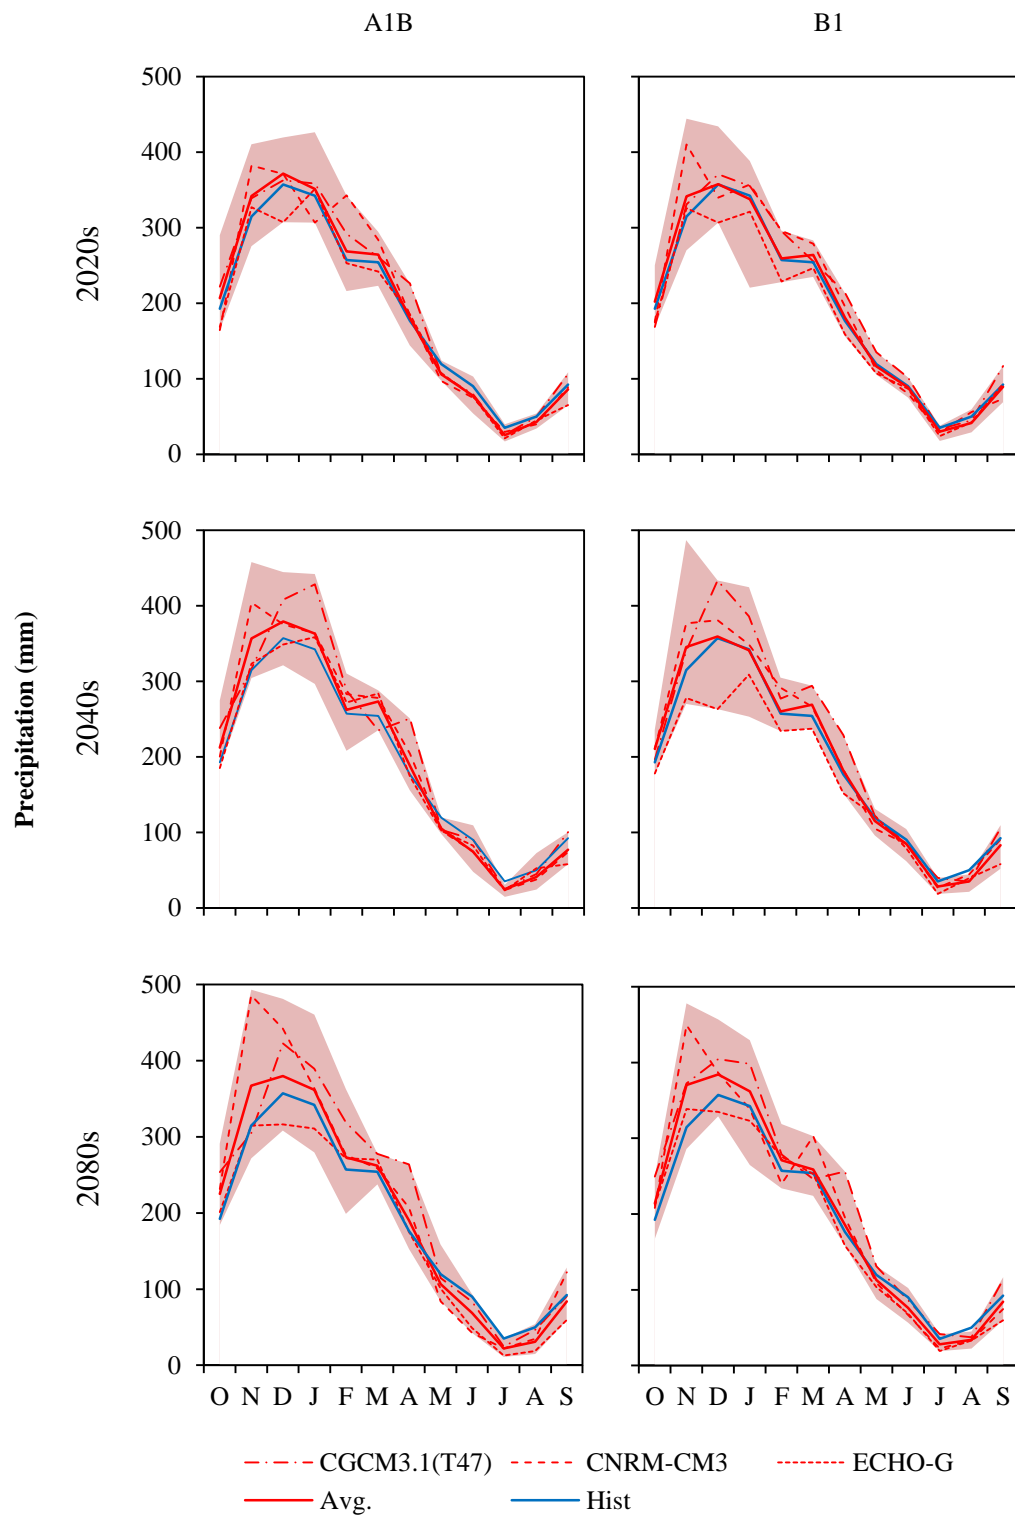 A1B B1
500
400
300
200
100
0
2020s
500
400
300
200
100
0
2040s
Precipitation (mm)
500
400
300
200
100
0
2080s
O N D J F M A M J J A S O N D J F M A M J J A S
CGCM3.1(T47) CNRM-CM3 ECHO-G
Avg. Hist